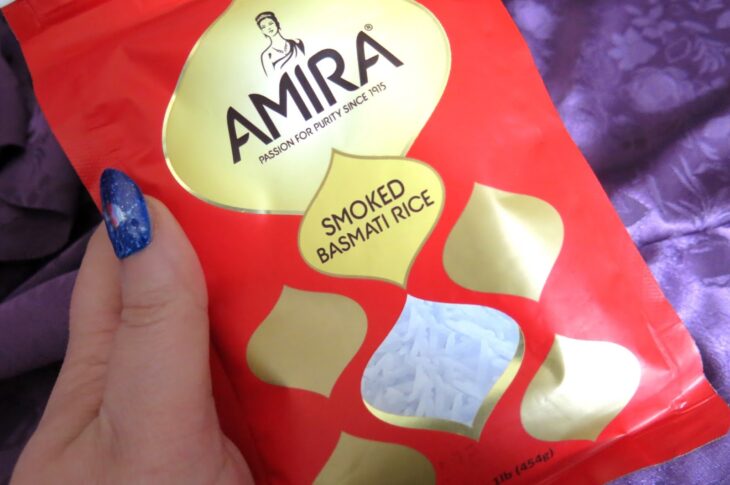 AMIRA®
PASSION FOR PURITY SINCE 1915
SMOKED
BASMATI RICE
1lb (454g)